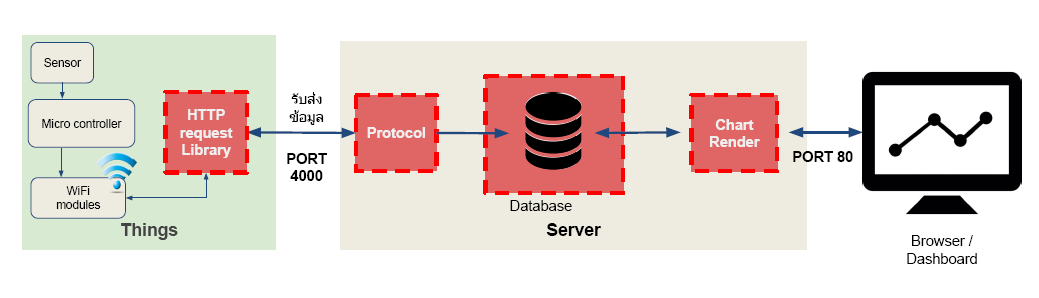 Sensor
Micro controller
WiFi
modules
HTTP
request
Library
Things
รับส่ง
ข้อมูล
PORT
4000
Protocol
Database
Server
Chart
Render
PORT 80
Browser /
Dashboard